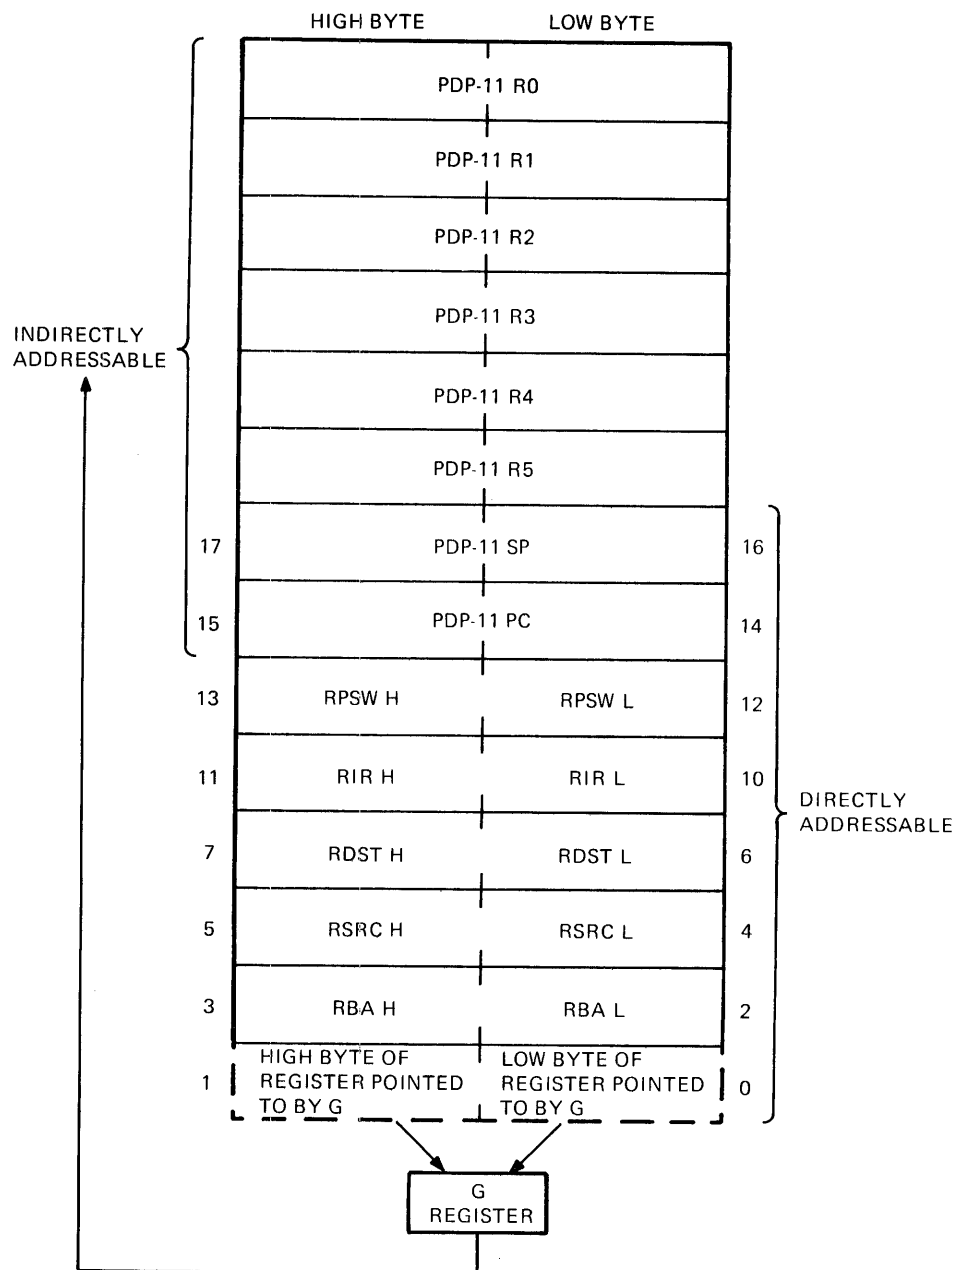 HIGH BYTE LOW BYTE
PDP-11 R0
PDP-11 R1
PDP-11 R2
PDP-11 R3
INDIRECTLY
ADDRESSABLE
PDP-11 R4
PDP-11 R5
17 PDP-11 SP 16
15 PDP-11 PC 14
13 RPSW H RPSW L 12
11 RIR H RIR L 10
DIRECTLY
ADDRESSABLE
7 RDST H RDST L 6
5 RSRC H RSRC L 4
3 RBA H RBA L 2
1
HIGH BYTE OF
REGISTER POINTED
TO BY G
LOW BYTE OF
REGISTER POINTED
TO BY G
0
G
REGISTER